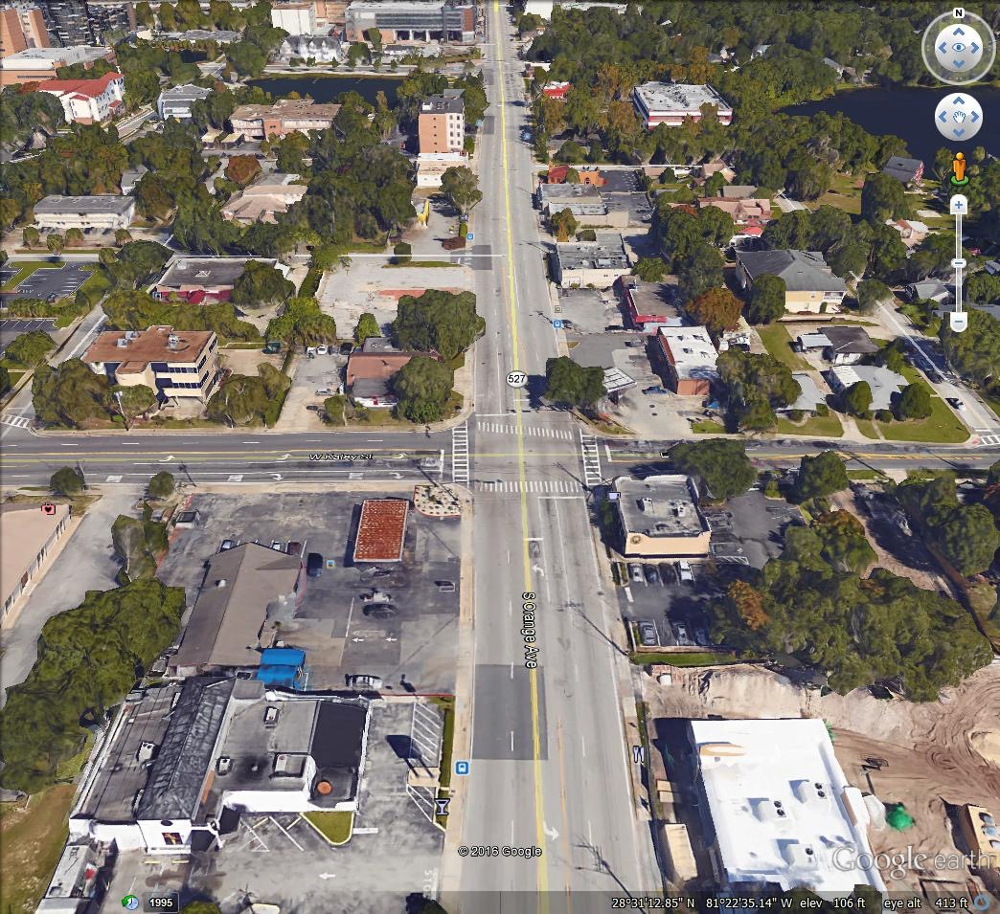 N
527
W Kaley St
S Orange Ave
© 2016 Google
Google earth
1995
28°31'12.85" N 81°22'35.14" W elev 106 ft eye alt 413 ft